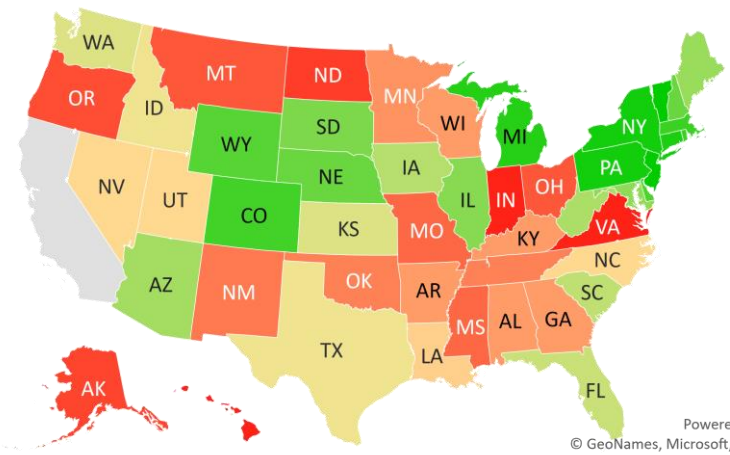 WA
MT
ND
MN
OR
ID
WI
SD
MI
NY
WY
IA
PA
NE
NV
UT
CO
IL
IN
OH
KS
MO
KY
VA
AZ
NM
OK
AR
NC
SC
MS
AL
GA
TX
LA
FL
AK
Powere
© GeoNames, Microsoft,